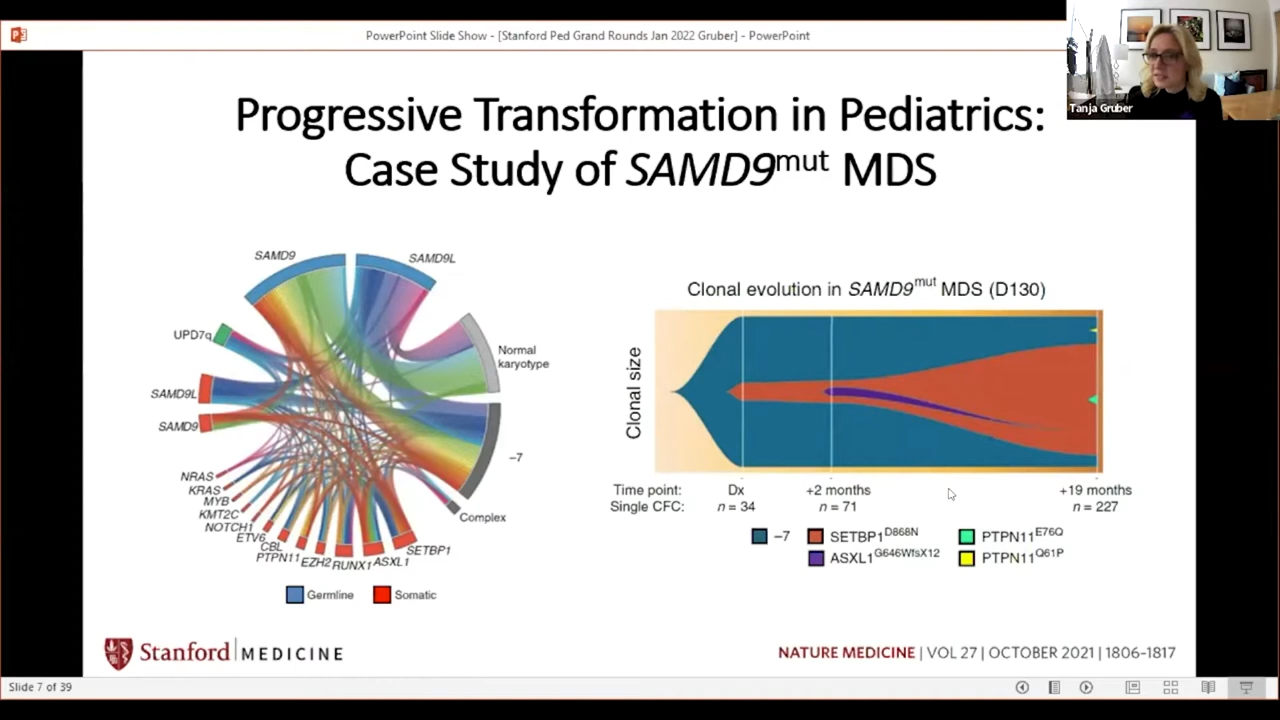 PowerPoint Slide Show - [Stanford Ped Grand Rounds Jan 2022 Gruber] - PowerPoint
Tanja Gruber
Progressive Transformation in Pediatrics:
Case Study of SAMD9mut MDS
SAMD9
SAMD9L
UPD7q
Normal
karyotype
SAMD9L
SAMD9
-7
NRAS
KRAS
MYB
KMT2C
NOTCH1
ETV6
CBL
PTPN11
EZH2
RUNX1
ASXL1
SETBP1
Complex
Germline
Somatic
Clonal evolution in SAMD9mut MDS (D130)
Clonal size
Time point: Dx +2 months +19 months
Single CFC: n = 34 n = 71 n = 227
-7 SETBP1D868N PTPN11E76Q
ASXL1G646WfsX12 PTPN11Q61P
Stanford MEDICINE
NATURE MEDICINE | VOL 27 | OCTOBER 2021 | 1806-1817
Slide 7 of 39